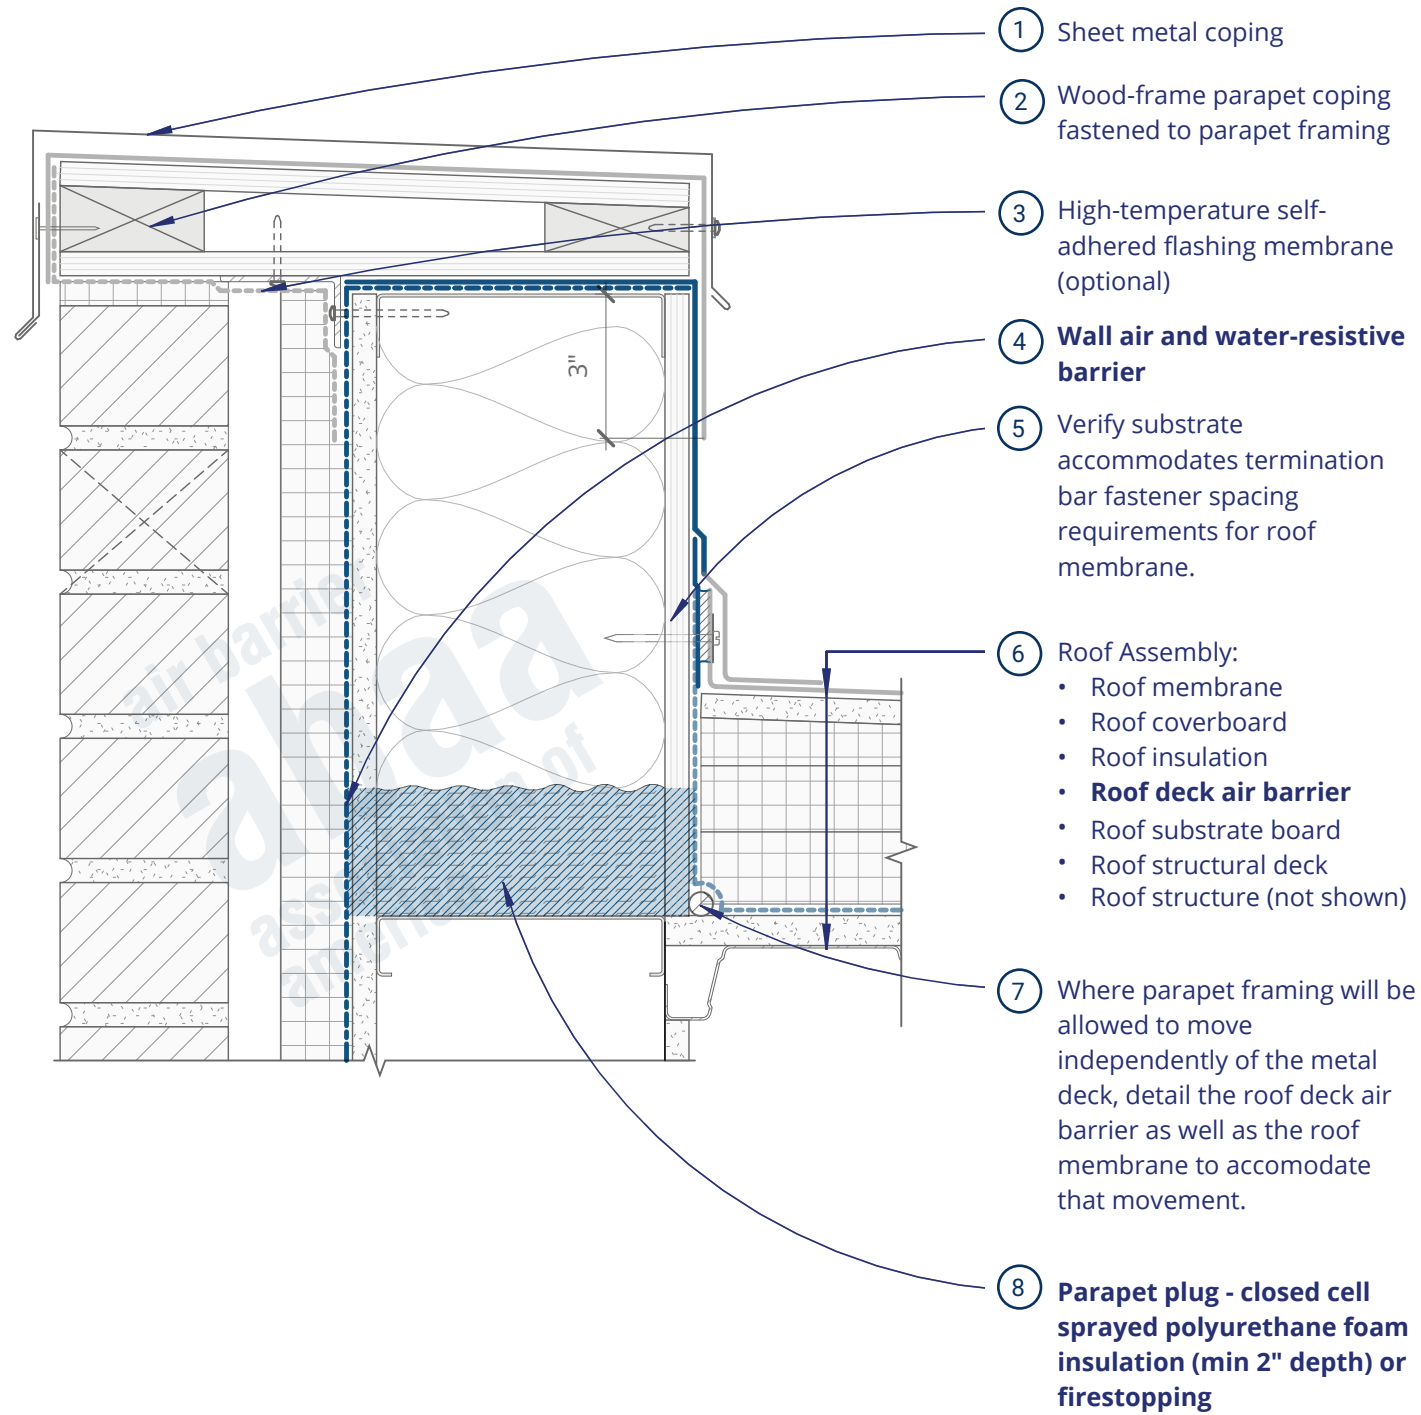 1 Sheet metal coping
2 Wood-frame parapet coping
fastened to parapet framing
3 High-temperature self-
adhered flashing membrane
(optional)
4 Wall air and water-resistive
barrier
5 Verify substrate
accommodates termination
bar fastener spacing
requirements for roof
membrane.
6 Roof Assembly:
• Roof membrane
• Roof coverboard
• Roof insulation
• Roof deck air barrier
• Roof substrate board
• Roof structural deck
• Roof structure (not shown)
7 Where parapet framing will be
allowed to move
independently of the metal
deck, detail the roof deck air
barrier as well as the roof
membrane to accomodate
that movement.
8 Parapet plug - closed cell
sprayed polyurethane foam
insulation (min 2" depth) or
firestopping
3"
air barrier
abaa
of